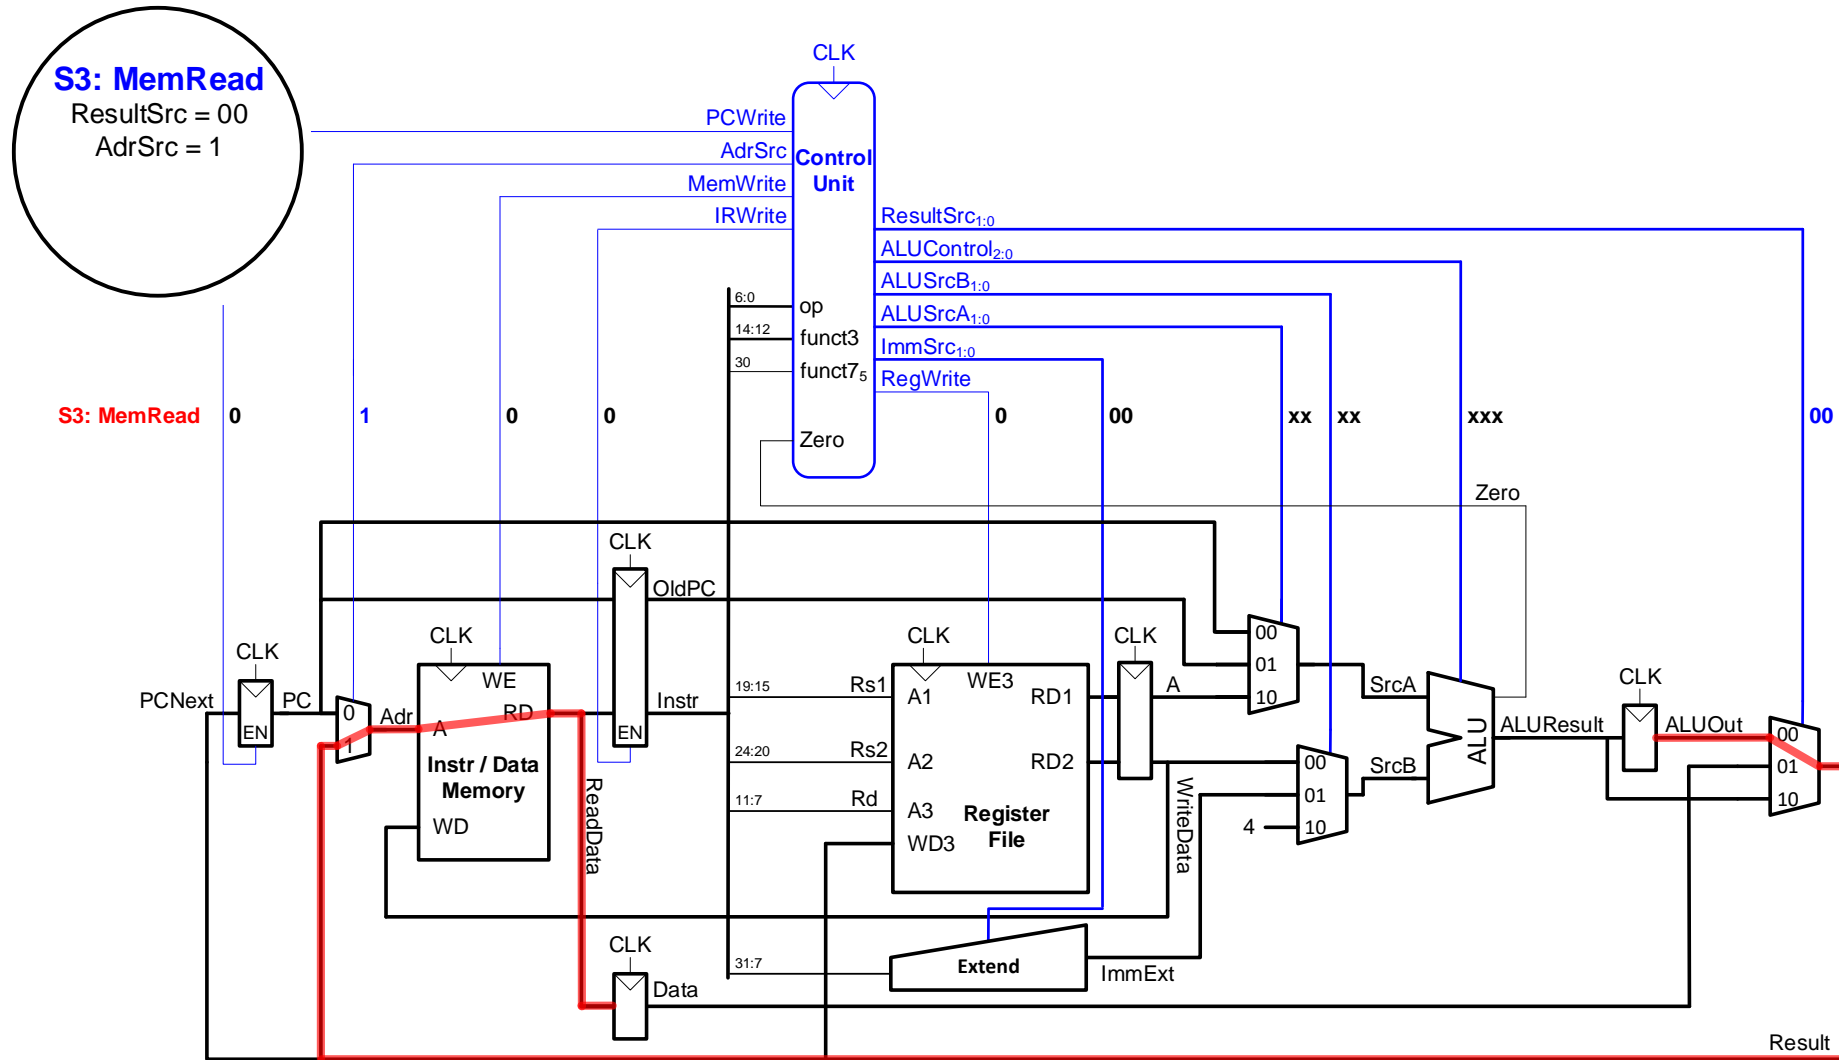 S3: MemRead
ResultSrc = 00
AdrSrc = 1
CLK
PCWrite
AdrSrc
MemWrite
IRWrite
Control
Unit
ResultSrc1:0
ALUControl2:0
ALUSrcB1:0
ALUSrcA1:0
ImmSrc1:0
RegWrite
6:0
op
14:12
funct3
30
funct75
Zero
S3: MemRead 0 1 0 0 0 00 xx xx xxx 00
Zero
CLK
OldPC
CLK
PCNext
EN
PC
0
1
Adr
CLK
WE
A
RD
Instr / Data
Memory
WD
ReadData
EN
Instr
CLK
Data
19:15
Rs1
24:20
Rs2
11:7
Rd
31:7
CLK
A1
WE3
RD1
A2
RD2
A3
WD3
Register
File
CLK
A
WriteData
Extend
ImmExt
00
01
10
SrcA
00
01
10
4
SrcB
ALU
ALUResult
CLK
ALUOut
00
01
10
Result